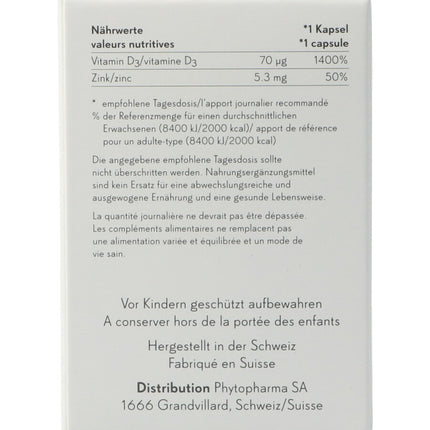 Nährwerte *1 Kapsel
valeurs nutritives *1 capsule
Vitamin D3/vitamine D3 70 µg 1400%
Zink/zinc 5.3 mg 50%
* empfohlene Tagesdosis/l'apport journalier recommandé
% der Referenzmenge für einen durchschnittlichen
Erwachsenen (8400 kJ/2000 kcal)/ apport de référence
pour un adulte-type (8400 kJ/2000 kcal)
Die angegebene empfohlene Tagesdosis sollte
nicht überschritten werden. Nahrungsergänzungsmittel
sind kein Ersatz für eine abwechslungsreiche und
ausgewogene Ernährung und eine gesunde Lebensweise.
La quantité journalière ne devrait pas être dépassée.
Les compléments alimentaires ne remplacent pas
une alimentation variée et équilibrée et un mode de
vie sain.
Vor Kindern geschützt aufbewahren
A conserver hors de la portée des enfants
Hergestellt in der Schweiz
Fabriqué en Suisse
Distribution Phytopharma SA
1666 Grandvillard, Schweiz/Suisse